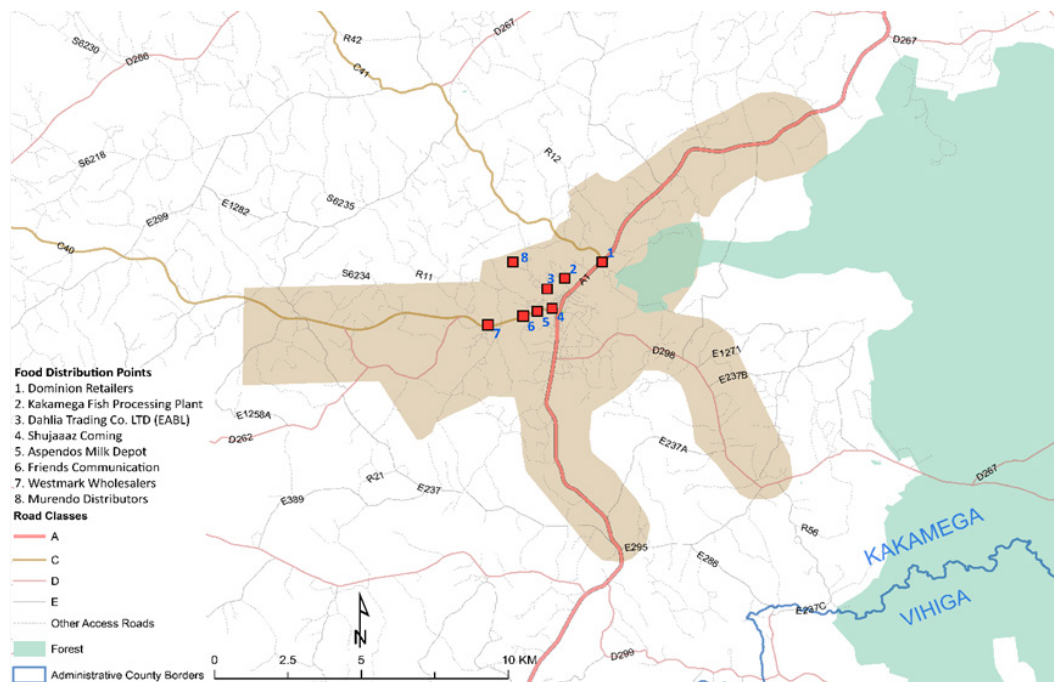 D267
R42
D267
S6230
D266
C41
R12
S6218
S6235
E1282
E299
C40
S6234
R11
8
1
2
A1
3
4
5
6
7
D298
E1271
E237B
Food Distribution Points
1. Dominion Retailers
2. Kakamega Fish Processing Plant
3. Dahlia Trading Co. LTD (EABL)
4. Shujaaaz Coming
5. Aspendos Milk Depot
6. Friends Communication
7. Westmark Wholesalers
8. Murendo Distributors
Road Classes
A
C
D
E
Other Access Roads
Forest
Administrative County Borders
E1258A
D262
E237A
D267
R21
E237
E389
R56
KAKAMEGA
E295
E286
VIHIGA
E237C
N
D299
0 2.5 5 10 KM